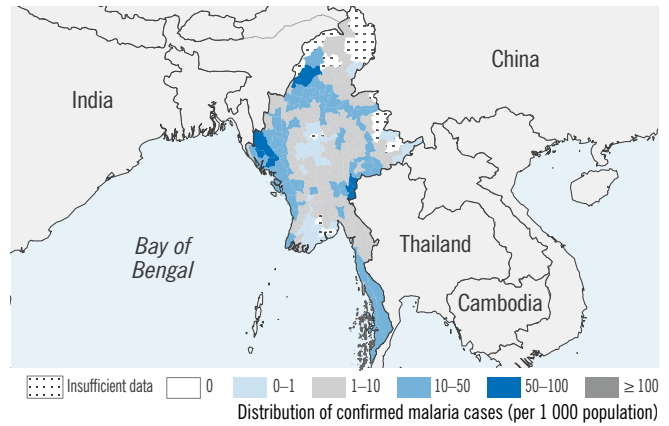 China
India
Bay of
Bengal
Thailand
Cambodia
Insufficient data 0 0–1 1–10 10–50 50–100 ≥ 100
Distribution of confirmed malaria cases (per 1 000 population)